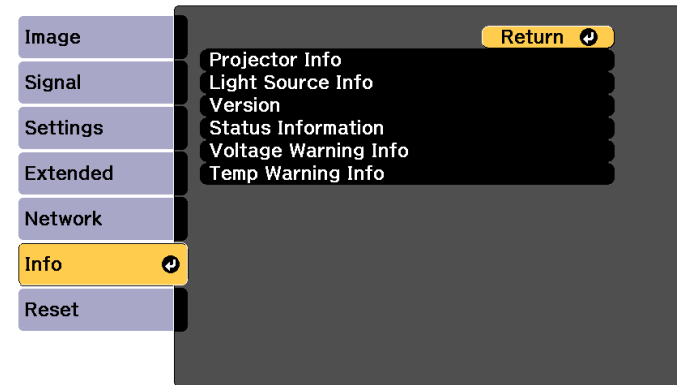 Image
Signal
Settings
Extended
Network
Info
Reset
Return
Projector Info
Light Source Info
Version
Status Information
Voltage Warning Info
Temp Warning Info